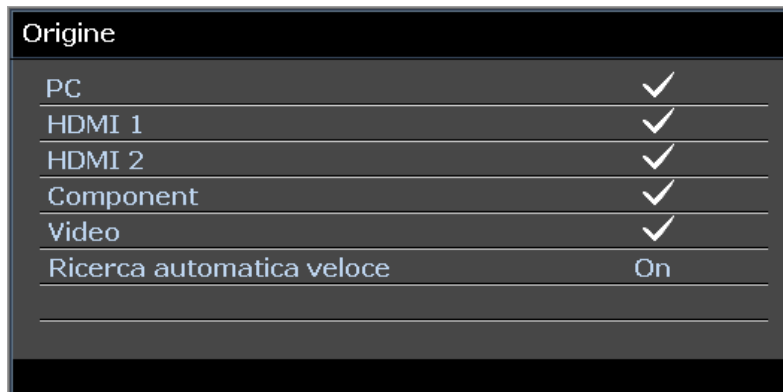 Origine
PC
HDMI 1
HDMI 2
Component
Video
Ricerca automatica veloce On